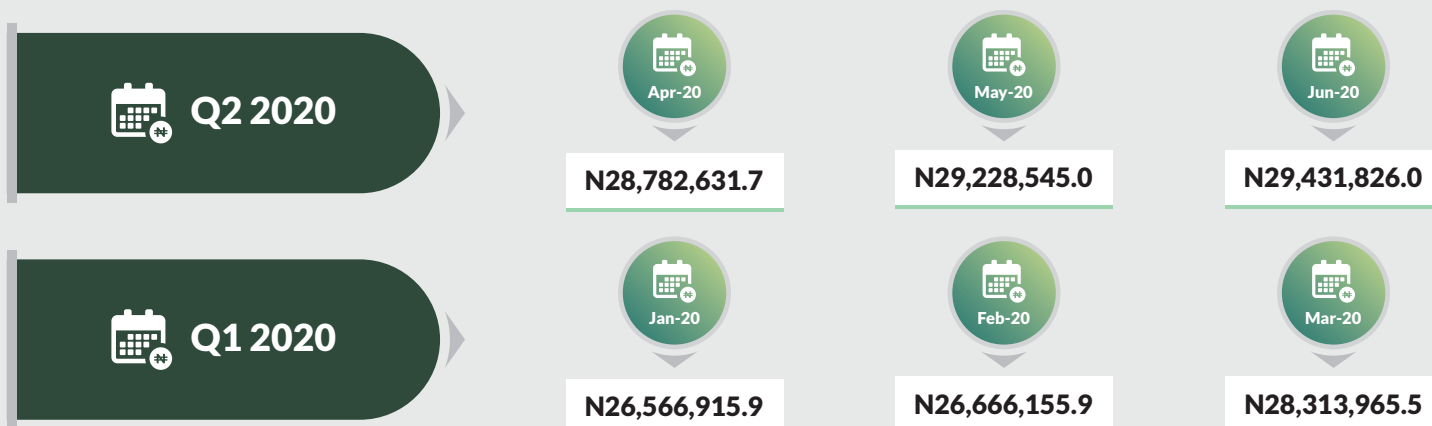 Q2 2020
Apr-20
May-20
Jun-20
N28,782,631.7
N29,228,545.0
N29,431,826.0
Q1 2020
Jan-20
Feb-20
Mar-20
N26,566,915.9
N26,666,155.9
N28,313,965.5